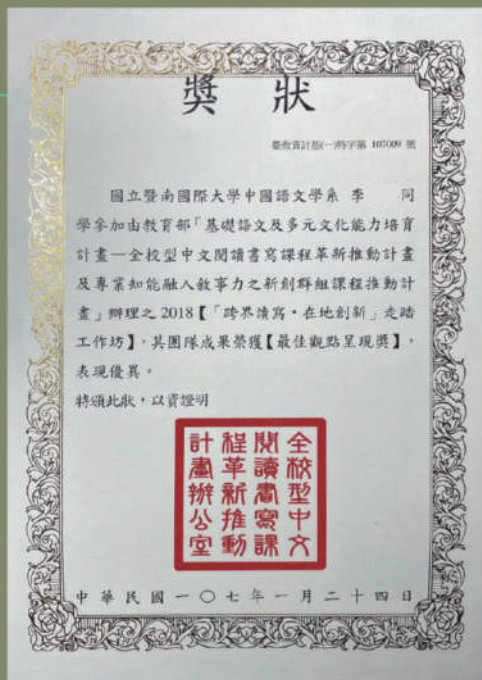 獎狀
臺教資計基(一)時字第 107009 號
國立暨南國際大學中國語文學系 李 同
學參加由教育部「基礎語文及多元文化能力培育
計畫—全校型中文閱讀書寫課程革新推動計畫
及專業知能融入敘事力之新創群組課程推動計
畫」辦理之 2018【「跨界讀寫・在地創新」走踏
工作坊】,其團隊成果榮獲【最佳觀點呈現獎】,
表現優異。
特頒此狀,以資證明
全校型中文
閱讀書寫課
程革新推動
計畫辦公室
中華民國一〇七年一月二十四日